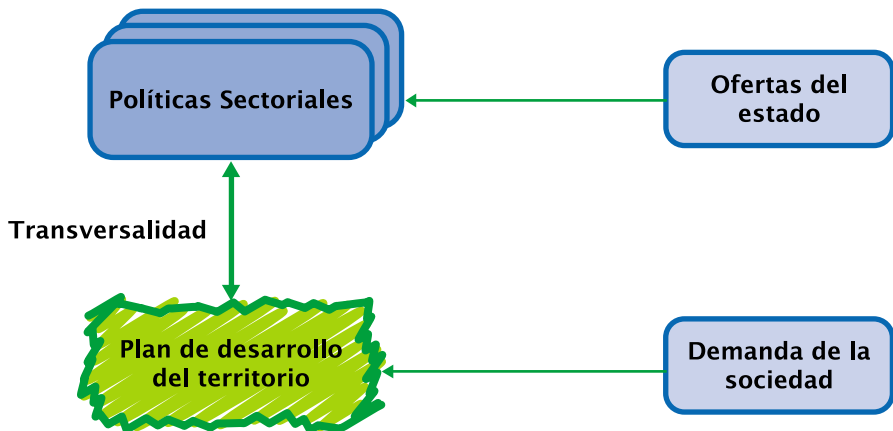 Políticas Sectoriales
Ofertas del
estado
Transversalidad
Plan de desarrollo
del territorio
Demanda de la
sociedad